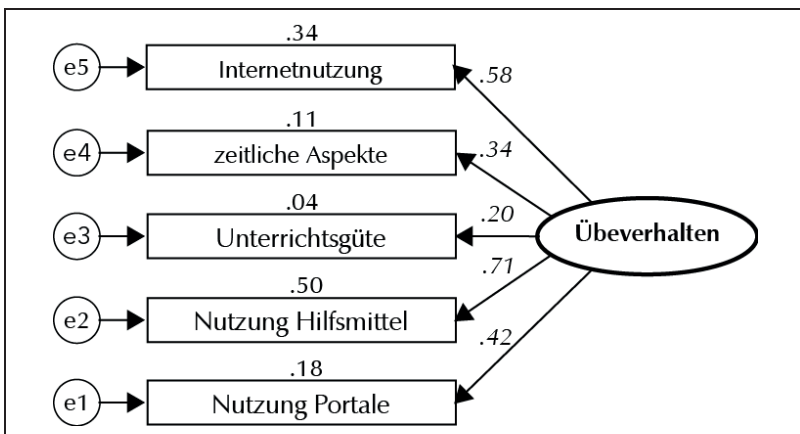 .34
e5
Internetnutzung
.58
.11
e4
zeitliche Aspekte
.34
.04
e3
Unterrichtsgüte
.20
Übeverhalten
.50
e2
Nutzung Hilfsmittel
.71
.18
e1
Nutzung Portale
.42